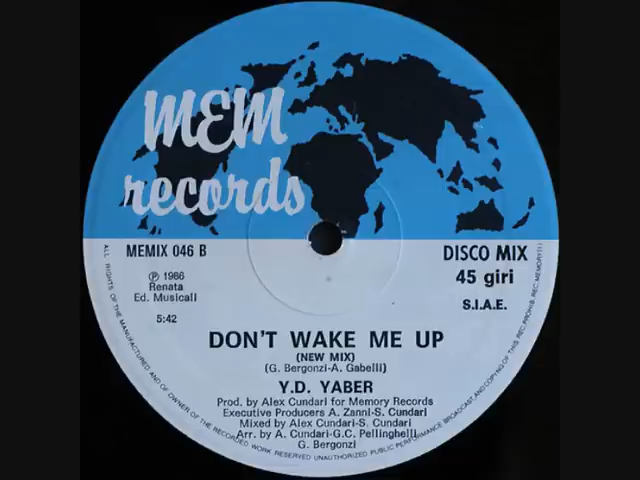 MEM
records
MEMIX 046 B
DISCO MIX
℗ 1986
45 giri
Renata
Ed. Musicali
S.I.A.E.
5:42
DON'T WAKE ME UP
(NEW MIX)
(G. Bergonzi-A. Gabelli)
Y.D. YABER
Prod. by Alex Cundari for Memory Records
Executive Producers A. Zanni-S. Cundari
Mixed by Alex Cundari-S. Cundari
Arr. by A. Cundari-G.C. Pellinghelli
G. Bergonzi
ALL RIGHTS OF THE MANUFACTURED AND OF OWNER OF THE RECORDED WORK RESERVED UNAUTHORIZED PUBLIC PERFORMANCE BROADCAST AND COPYNG OF THIS REC.PROHIB.